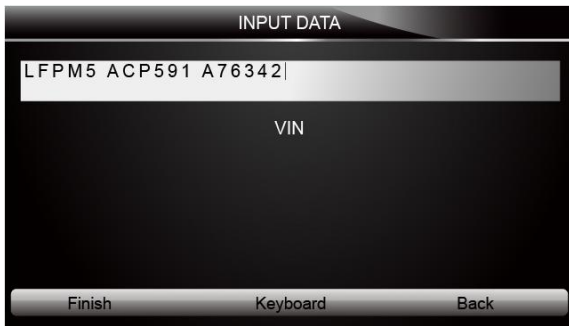 INPUT DATA
LFPM5 ACP591 A76342
VIN
Finish Keyboard Back